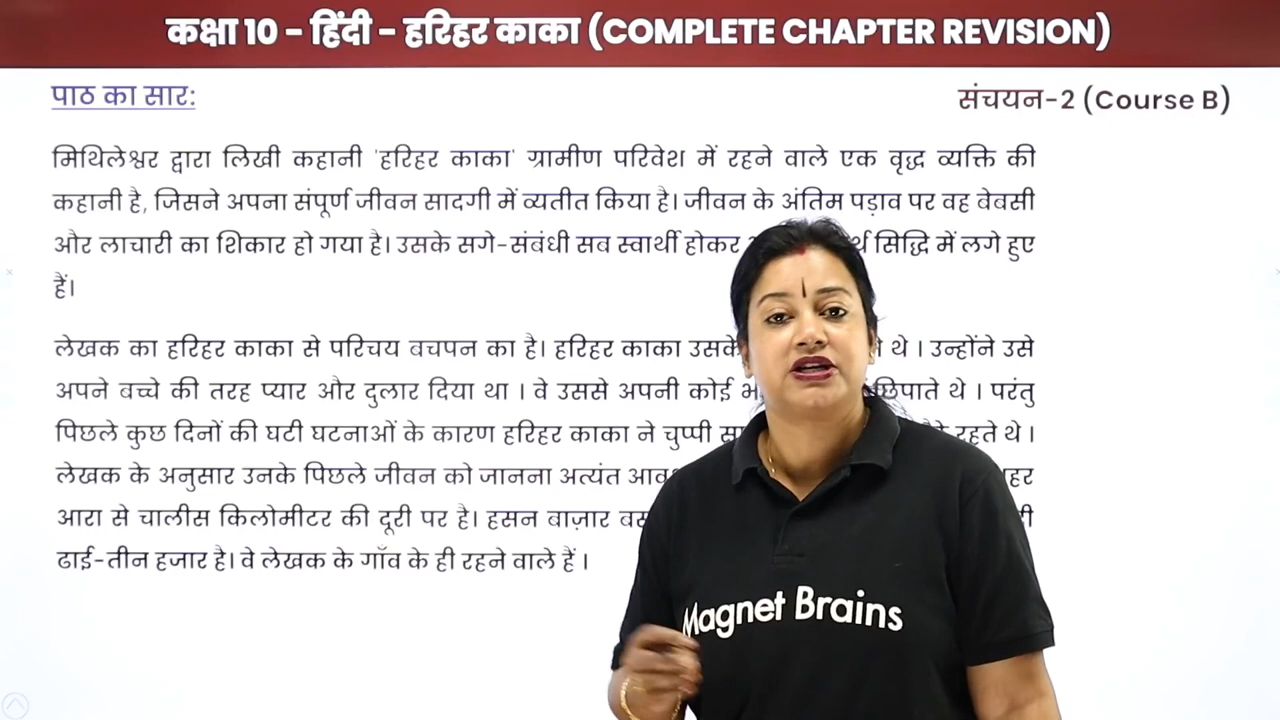 कक्षा 10 - हिंदी - हरिहर काका (COMPLETE CHAPTER REVISION)
पाठ का सार:
संचयन-2 (Course B)
मिथिलेश्वर द्वारा लिखी कहानी 'हरिहर काका' ग्रामीण परिवेश में रहने वाले एक वृद्ध व्यक्ति की
कहानी है, जिसने अपना संपूर्ण जीवन सादगी में व्यतीत किया है। जीवन के अंतिम पड़ाव पर वह वेबसी
और लाचारी का शिकार हो गया है। उसके सगे-संबंधी सब स्वार्थी होकर सिद्धि में लगे हुए
हैं।
लेखक का हरिहर काका से परिचय बचपन का है। हरिहर काका उसके थे । उन्होंने उसे
अपने बच्चे की तरह प्यार और दुलार दिया था । वे उससे अपनी कोई छिपाते थे । परंतु
पिछले कुछ दिनों की घटी घटनाओं के कारण हरिहर काका ने चुप्पी रहते थे ।
लेखक के अनुसार उनके पिछले जीवन को जानना अत्यंत
आरा से चालीस किलोमीटर की दूरी पर है। हसन बाज़ार
ढाई-तीन हजार है। वे लेखक के गाँव के ही रहने वाले हैं ।
Magnet Brains